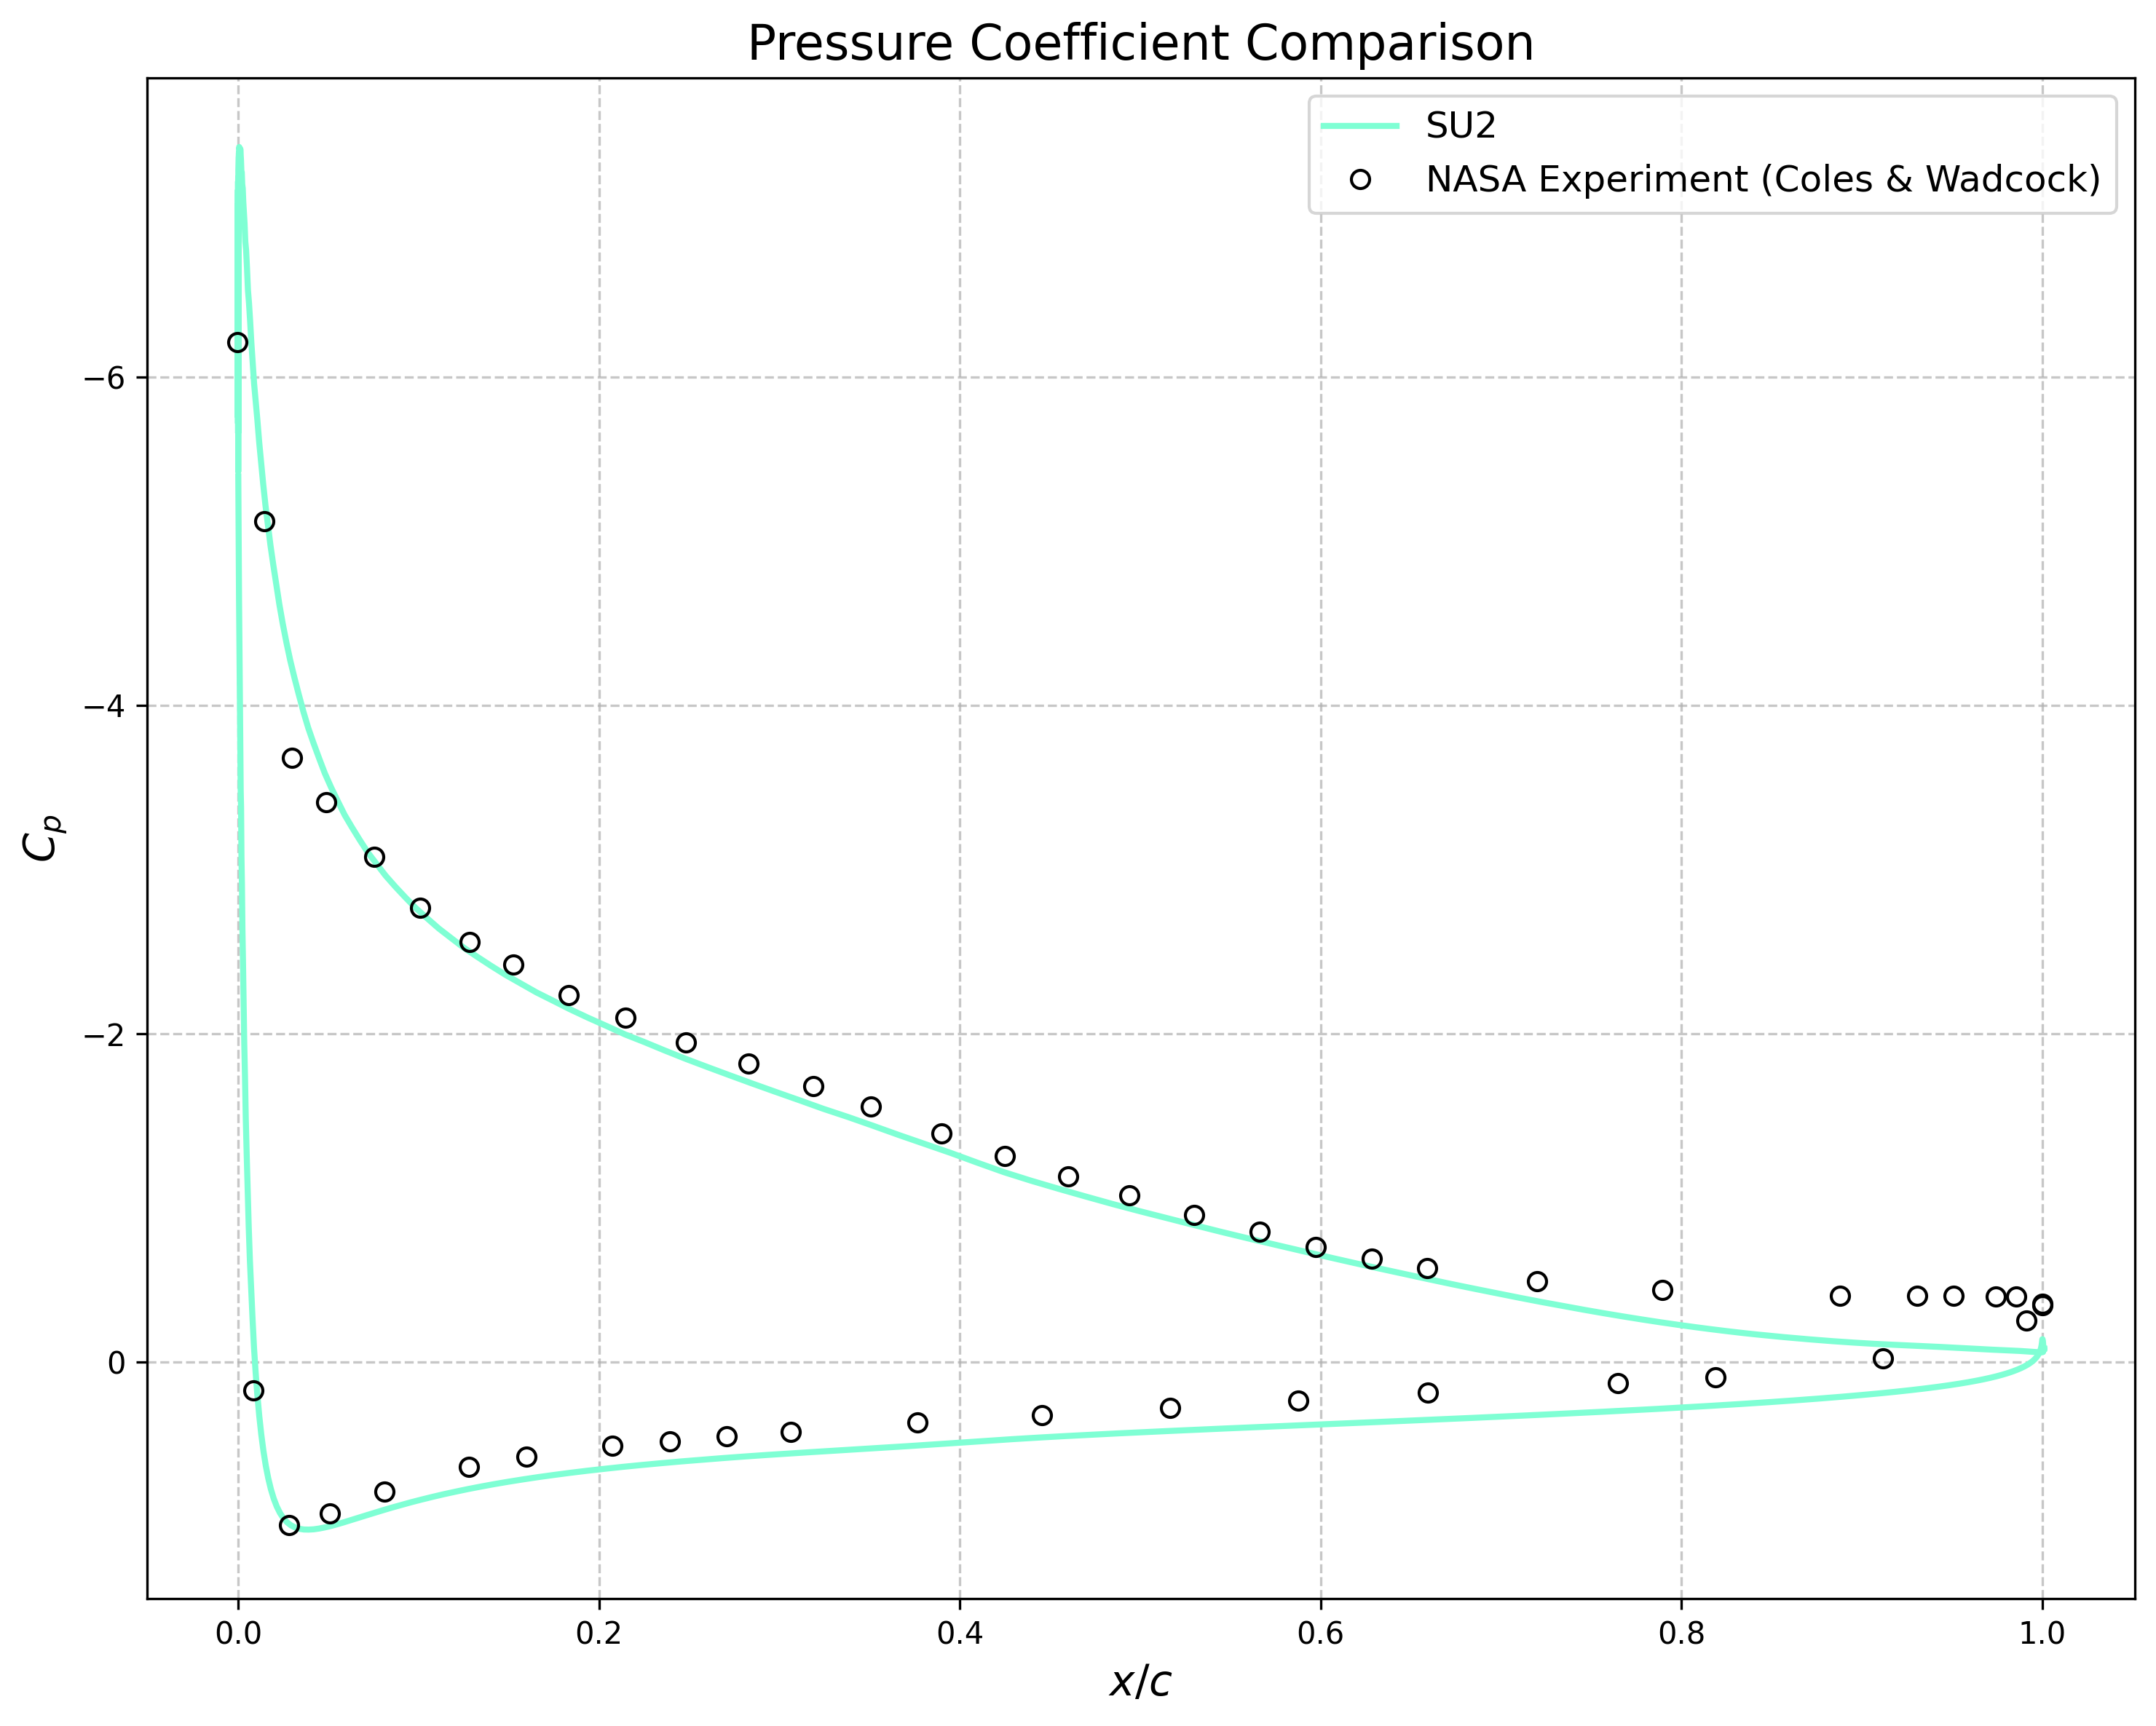 Pressure Coefficient Comparison
SU2
NASA Experiment (Coles & Wadcock)
−6
−4
−2
0
C_p
0.0 0.2 0.4 0.6 0.8 1.0
x/c